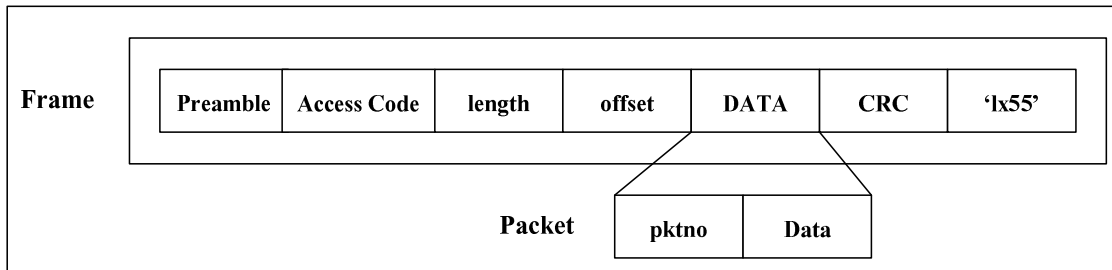 Frame
Preamble Access Code length offset DATA CRC ‘lx55’
Packet
pktno Data